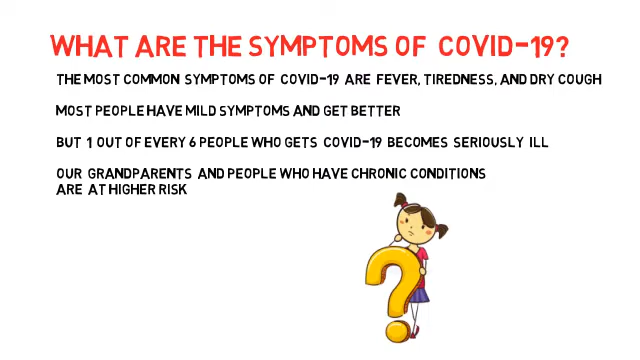 WHAT ARE THE SYMPTOMS OF COVID-19?
THE MOST COMMON SYMPTOMS OF COVID-19 ARE FEVER, TIREDNESS, AND DRY COUGH
MOST PEOPLE HAVE MILD SYMPTOMS AND GET BETTER
BUT 1 OUT OF EVERY 6 PEOPLE WHO GETS COVID-19 BECOMES SERIOUSLY ILL
OUR GRANDPARENTS AND PEOPLE WHO HAVE CHRONIC CONDITIONS
ARE AT HIGHER RISK